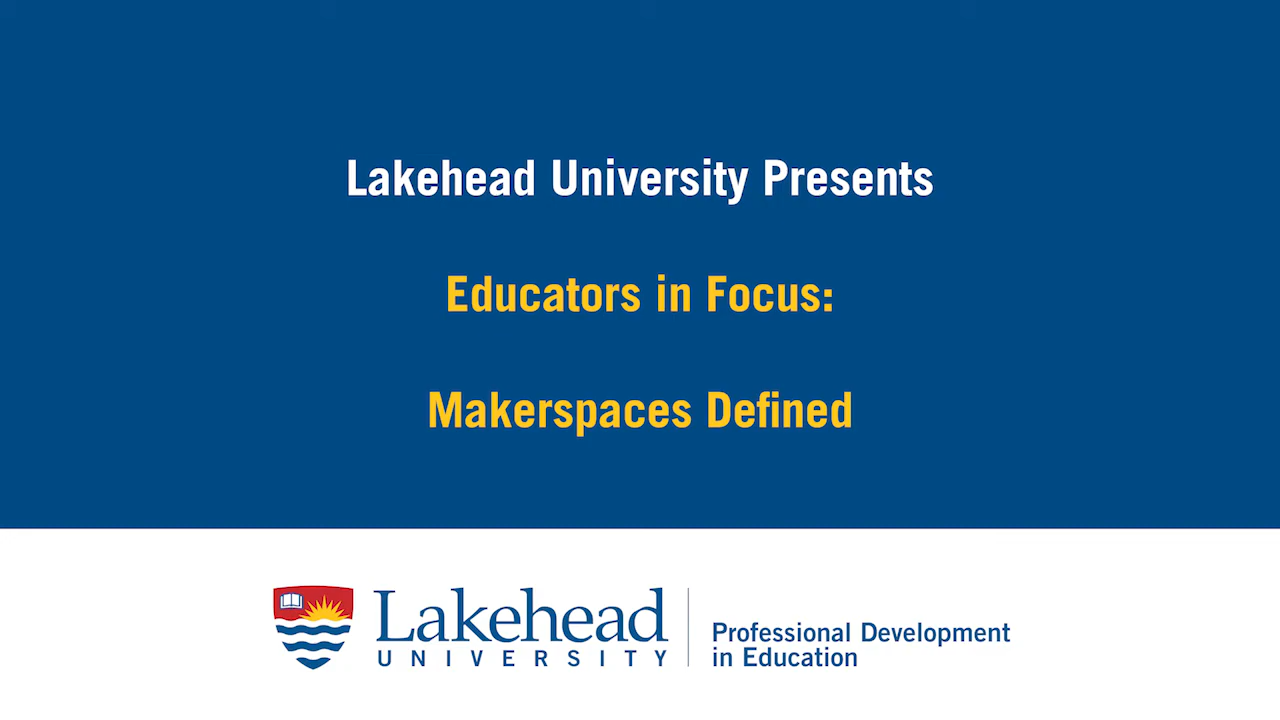 Lakehead University Presents
Educators in Focus:
Makerspaces Defined
Lakehead
UNIVERSITY
Professional Development
in Education